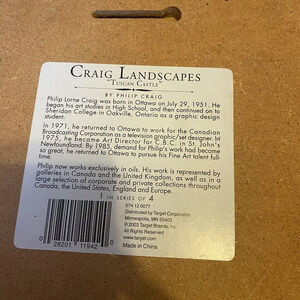 CRAIG LANDSCAPES
"TUSCAN CASTLE"
BY PHILIP CRAIG
Philip Lorne Craig was born in Ottawa on July 29, 1951. He
began his art studies in High School, and then continued on to
Sheridan College in Oakville, Ontario as a graphic design
student.
In 1971, he returned to Ottawa to work for the Canadian
Broadcasting Corporation as a television graphic/set designer. In
1975, he became Art Director for C.B.C. in St. John's
Newfoundland. By 1985, demand for Philip's work had become
so great, he returned to Ottawa to pursue his Fine Art talent full-
time.
Philip now works exclusively in oils. His work is represented by
galleries in Canada and the United Kingdom, as well as in a
large selection of corporate and private collections throughout
Canada, the United States, England and Europe.
1 IN SERIES OF 4
074 12 0077
Distributed by Target Corporation
Minneapolis, MN 55403
©2003 Target Brands, Inc.
All rights reserved.
www.target.com
Made in China
0 28201 11942